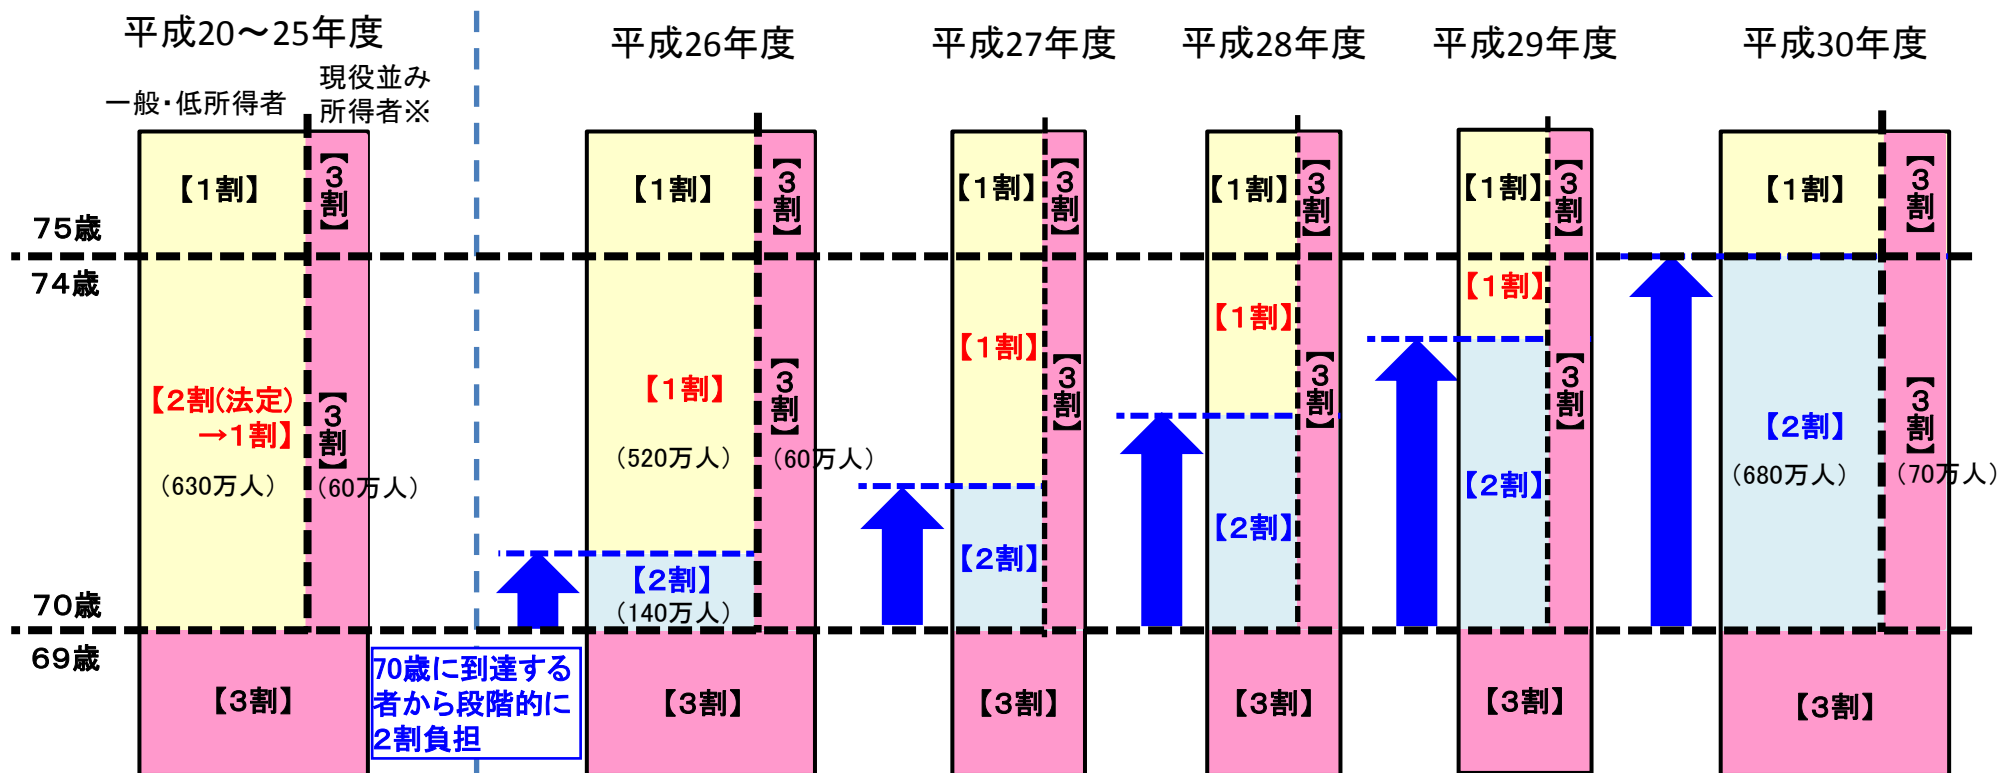 平成20～25年度
平成26年度
平成27年度
平成28年度
平成29年度
平成30年度
一般・低所得者
現役並み
所得者※
【1割】
【3割】
【1割】
【3割】
【1割】
【3割】
【1割】
【3割】
【1割】
【3割】
【1割】
【3割】
75歳
74歳
【2割(法定)
→1割】
（630万人）
【3割】
（60万人）
【1割】
（520万人）
【3割】
（60万人）
【2割】
（140万人）
【1割】
【3割】
【2割】
【1割】
【3割】
【2割】
【1割】
【3割】
【2割】
【2割】
（680万人）
【3割】
（70万人）
70歳
69歳
70歳に到達する
者から段階的に
2割負担
【3割】
【3割】
【3割】
【3割】
【3割】
【3割】